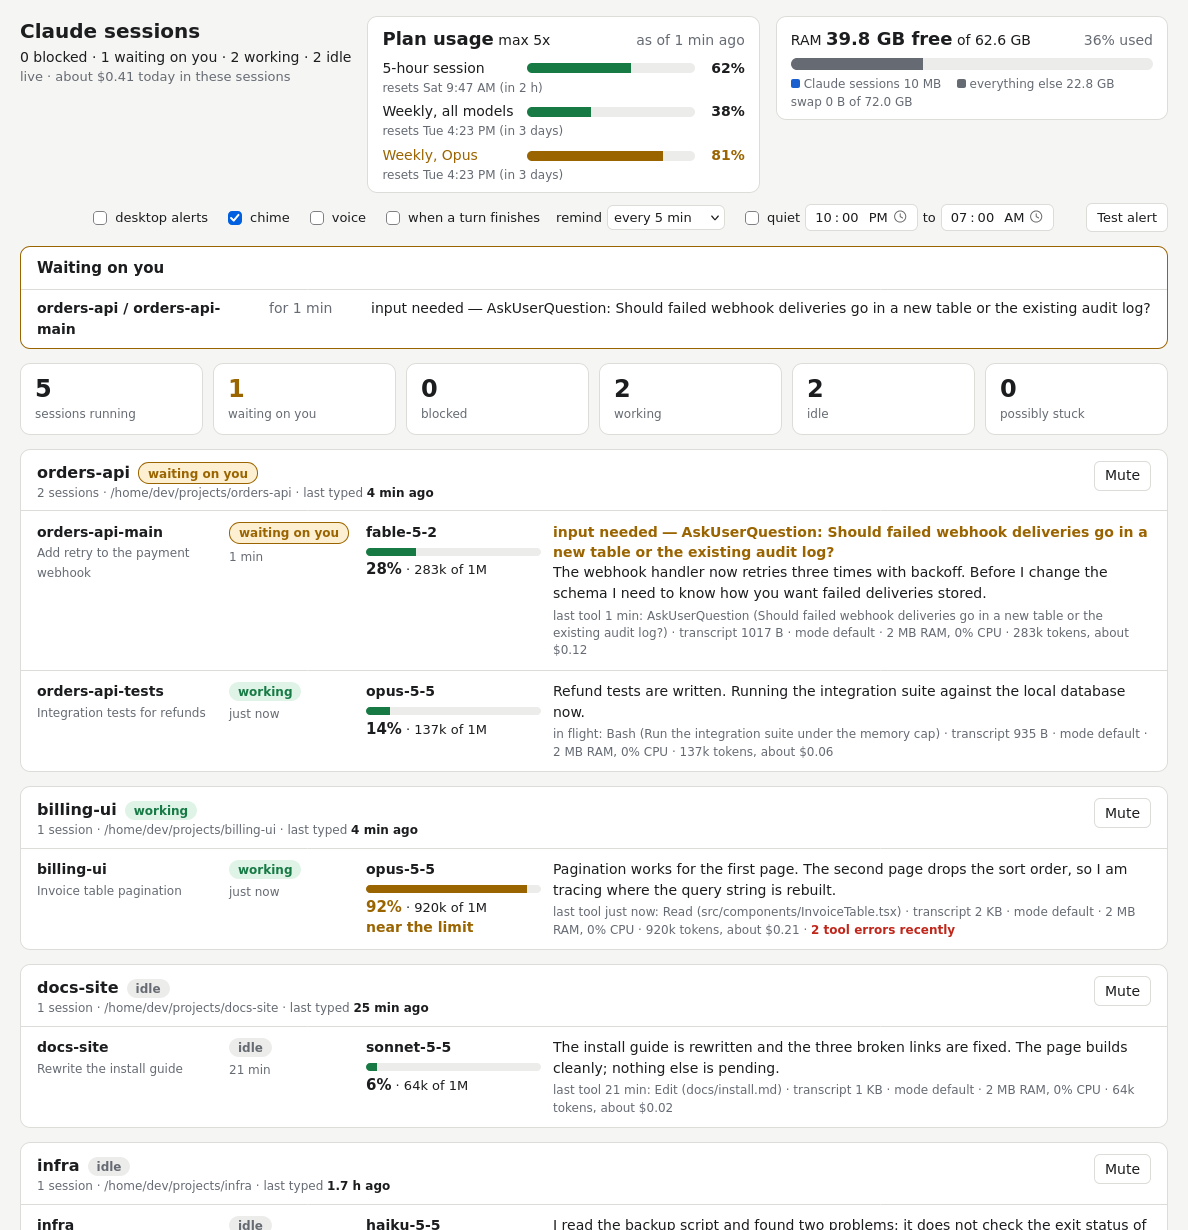 Claude sessions
0 blocked · 1 waiting on you · 2 working · 2 idle
live · about $0.41 today in these sessions
Plan usage max 5x as of 1 min ago
5-hour session 62%
resets Sat 9:47 AM (in 2 h)
Weekly, all models 38%
resets Tue 4:23 PM (in 3 days)
Weekly, Opus 81%
resets Tue 4:23 PM (in 3 days)
RAM 39.8 GB free of 62.6 GB 36% used
Claude sessions 10 MB everything else 22.8 GB
swap 0 B of 72.0 GB
desktop alerts chime voice when a turn finishes remind every 5 min quiet 10:00 PM to 07:00 AM Test alert
Waiting on you
orders-api / orders-api-main for 1 min input needed — AskUserQuestion: Should failed webhook deliveries go in a new table or the existing audit log?
5
sessions running
1
waiting on you
0
blocked
2
working
2
idle
0
possibly stuck
orders-api waiting on you Mute
2 sessions · /home/dev/projects/orders-api · last typed 4 min ago
orders-api-main
Add retry to the payment
webhook
waiting on you
1 min
fable-5-2
28% · 283k of 1M
input needed — AskUserQuestion: Should failed webhook deliveries go in a
new table or the existing audit log?
The webhook handler now retries three times with backoff. Before I change the
schema I need to know how you want failed deliveries stored.
last tool 1 min: AskUserQuestion (Should failed webhook deliveries go in a new table or the
existing audit log?) · transcript 1017 B · mode default · 2 MB RAM, 0% CPU · 283k tokens, about
$0.12
orders-api-tests
Integration tests for refunds
working
just now
opus-5-5
14% · 137k of 1M
Refund tests are written. Running the integration suite against the local database
now.
in flight: Bash (Run the integration suite under the memory cap) · transcript 935 B · mode default ·
2 MB RAM, 0% CPU · 137k tokens, about $0.06
billing-ui working Mute
1 session · /home/dev/projects/billing-ui · last typed 4 min ago
billing-ui
Invoice table pagination
working
just now
opus-5-5
92% · 920k of 1M
near the limit
Pagination works for the first page. The second page drops the sort order, so I am
tracing where the query string is rebuilt.
last tool just now: Read (src/components/InvoiceTable.tsx) · transcript 2 KB · mode default · 2 MB
RAM, 0% CPU · 920k tokens, about $0.21 · 2 tool errors recently
docs-site idle Mute
1 session · /home/dev/projects/docs-site · last typed 25 min ago
docs-site
Rewrite the install guide
idle
21 min
sonnet-5-5
6% · 64k of 1M
The install guide is rewritten and the three broken links are fixed. The page builds
cleanly; nothing else is pending.
last tool 21 min: Edit (docs/install.md) · transcript 1 KB · mode default · 2 MB RAM, 0% CPU · 64k
tokens, about $0.02
infra idle Mute
1 session · /home/dev/projects/infra · last typed 1.7 h ago
infra
idle
haiku-5-5
I read the backup script and found two problems: it does not check the exit status of